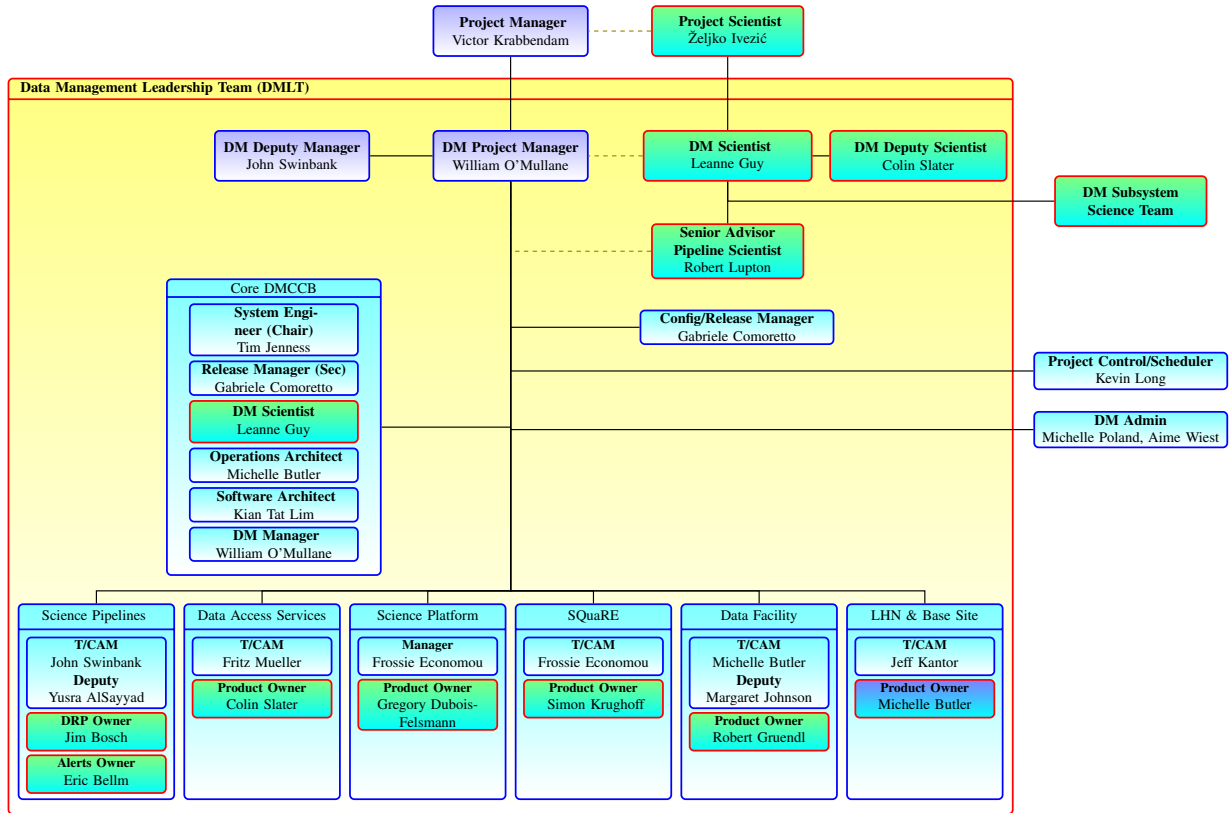 Project Manager
Victor Krabbendam
Project Scientist
Željko Ivezić
Data Management Leadership Team (DMLT)
DM Deputy Manager
John Swinbank
DM Project Manager
William O'Mullane
DM Scientist
Leanne Guy
DM Deputy Scientist
Colin Slater
DM Subsystem
Science Team
Senior Advisor
Pipeline Scientist
Robert Lupton
Core DMCCB
System Engi-
neer (Chair)
Tim Jenness
Release Manager (Sec)
Gabriele Comoretto
DM Scientist
Leanne Guy
Operations Architect
Michelle Butler
Software Architect
Kian Tat Lim
DM Manager
William O'Mullane
Config/Release Manager
Gabriele Comoretto
Project Control/Scheduler
Kevin Long
DM Admin
Michelle Poland, Aime Wiest
Science Pipelines
T/CAM
John Swinbank
Deputy
Yusra AlSayyad
DRP Owner
Jim Bosch
Alerts Owner
Eric Bellm
Data Access Services
T/CAM
Fritz Mueller
Product Owner
Colin Slater
Science Platform
Manager
Frossie Economou
Product Owner
Gregory Dubois-
Felsmann
SQuaRE
T/CAM
Frossie Economou
Product Owner
Simon Krughoff
Data Facility
T/CAM
Michelle Butler
Deputy
Margaret Johnson
Product Owner
Robert Gruendl
LHN & Base Site
T/CAM
Jeff Kantor
Product Owner
Michelle Butler